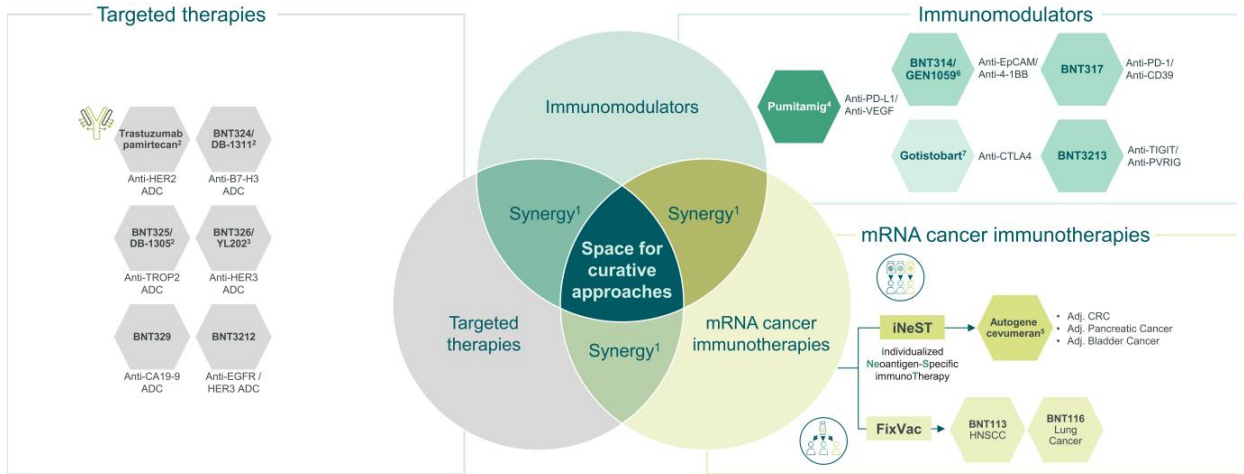 Targeted therapies
Trastuzumab
pamirtecan²
Anti-HER2
ADC
BNT324/
DB-1311²
Anti-B7-H3
ADC
BNT325/
DB-1305²
Anti-TROP2
ADC
BNT326/
YL202³
Anti-HER3
ADC
BNT329
Anti-CA19-9
ADC
BNT3212
Anti-EGFR /
HER3 ADC
Immunomodulators
Synergy¹
Synergy¹
Space for
curative
approaches
Targeted
therapies
mRNA cancer
immunotherapies
Synergy¹
Immunomodulators
Pumitamig⁴
Anti-PD-L1/
Anti-VEGF
BNT314/
GEN1059⁶
Anti-EpCAM/
Anti-4-1BB
BNT317
Anti-PD-1/
Anti-CD39
Gotistobart⁷
Anti-CTLA4
BNT3213
Anti-TIGIT/
Anti-PVRIG
mRNA cancer immunotherapies
iNeST
individualized
Neoantigen-Specific
immunoTherapy
Autogene
cevumeran⁵
• Adj. CRC
• Adj. Pancreatic Cancer
• Adj. Bladder Cancer
FixVac
BNT113
HNSCC
BNT116
Lung
Cancer